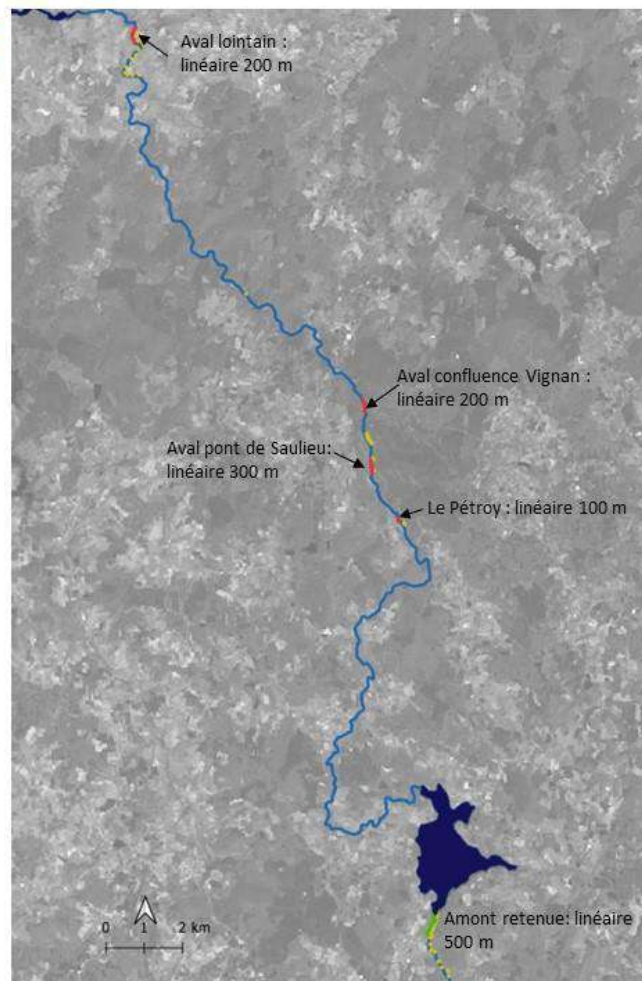 Aval lointain :
linéaire 200 m
Aval confluence Vignan :
linéaire 200 m
Aval pont de Saulieu:
linéaire 300 m
Le Pétroy : linéaire 100 m
Amont retenue: linéaire
500 m
0 1 2 km